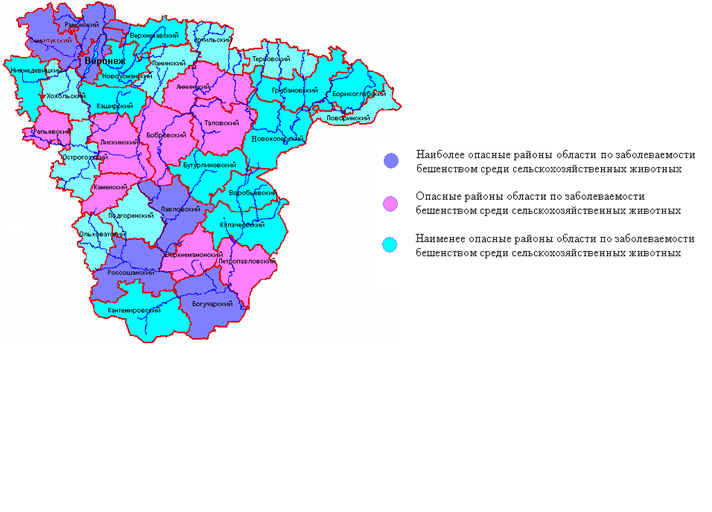 Рамонский
Семилукский
Верхнехавский
Эртильский
Воронеж
Терновский
Панинский
Нижнедевицкий
Новоусманский
Аннинский
Грибановский
Борисоглебский
Хохольский
Каширский
Поворинский
Таловский
Репьевский
Бобровский
Новохоперский
Лискинский
Острогожский
Бутурлиновский
Каменский
Воробьевский
Павловский
Подгоренский
Калачеевский
Ольховатский
Верхнемамонский
Петропавловский
Россошанский
Богучарский
Кантемировский
Наиболее опасные районы области по заболеваемости
бешенством среди сельскохозяйственных животных
Опасные районы области по заболеваемости
бешенством среди сельскохозяйственных животных
Наименее опасные районы области по заболеваемости
бешенством среди сельскохозяйственных животных